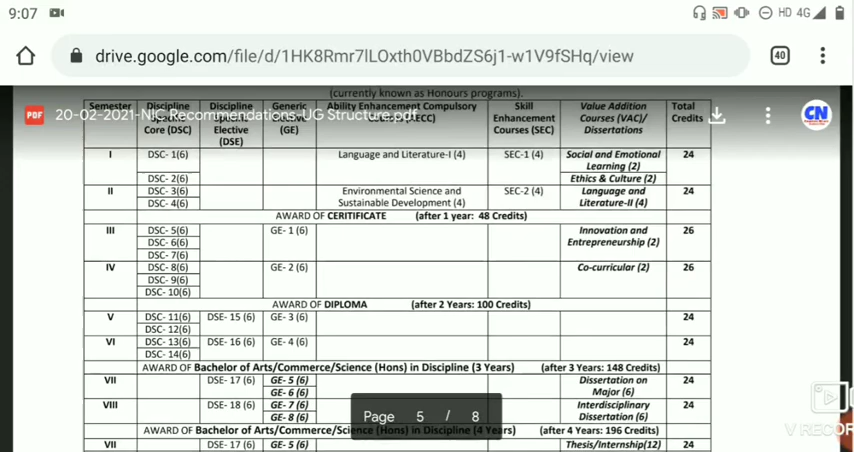 9:07 HD 4G
drive.google.com/file/d/1HK8Rmr7lLOxth0VBbdZS6j1-w1V9fSHq/view 40
(currently known as Honours programs).
PDF 20-02-2021-NIC Recommendations-UG Structure.pdf CN
Semester Discipline Core (DSC) Discipline Elective (DSE) Generic (GE) Ability Enhancement Compulsory Skill Enhancement Courses (SEC) Value Addition Courses (VAC)/ Dissertations Total Credits
I DSC- 1(6) Language and Literature-I (4) SEC-1 (4) Social and Emotional Learning (2) 24
DSC- 2(6) Ethics & Culture (2)
II DSC- 3(6) Environmental Science and SEC-2 (4) Language and 24
DSC- 4(6) Sustainable Development (4) Literature-II (4)
AWARD OF CERITIFICATE (after 1 year: 48 Credits)
III DSC- 5(6) GE- 1 (6) Innovation and 26
DSC- 6(6) Entrepreneurship (2)
DSC- 7(6)
IV DSC- 8(6) GE- 2 (6) Co-curricular (2) 26
DSC- 9(6)
DSC- 10(6)
AWARD OF DIPLOMA (after 2 Years: 100 Credits)
V DSC- 11(6) DSE- 15 (6) GE- 3 (6) 24
DSC- 12(6)
VI DSC- 13(6) DSE- 16 (6) GE- 4 (6) 24
DSC- 14(6)
AWARD OF Bachelor of Arts/Commerce/Science (Hons) in Discipline (3 Years) (after 3 Years: 148 Credits)
VII DSE- 17 (6) GE- 5 (6) Dissertation on 24
GE- 6 (6) Major (6)
VIII DSE- 18 (6) GE- 7 (6) Interdisciplinary 24
GE- 8 (6) Dissertation (6)
Page 5 / 8
AWARD OF Bachelor of Arts/Commerce/Science (Hons) in Discipline (4 Years) (after 4 Years: 196 Credits)
VII DSE- 17 (6) GE- 5 (6) Thesis/Internship(12) 24